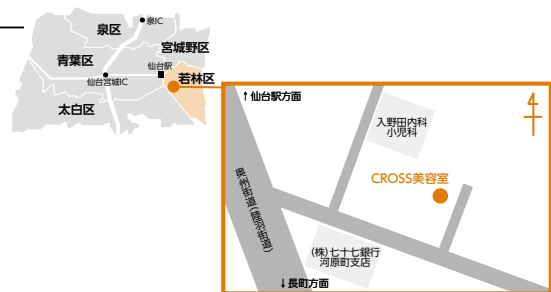 泉区
泉IC
宮城野区
青葉区
仙台駅
若林区
仙台宮城IC
太白区
↑仙台駅方面
入野田内科
小児科
CROSS美容室
奥州街道(陸羽街道)
(株)七十七銀行
河原町支店
↓長町方面